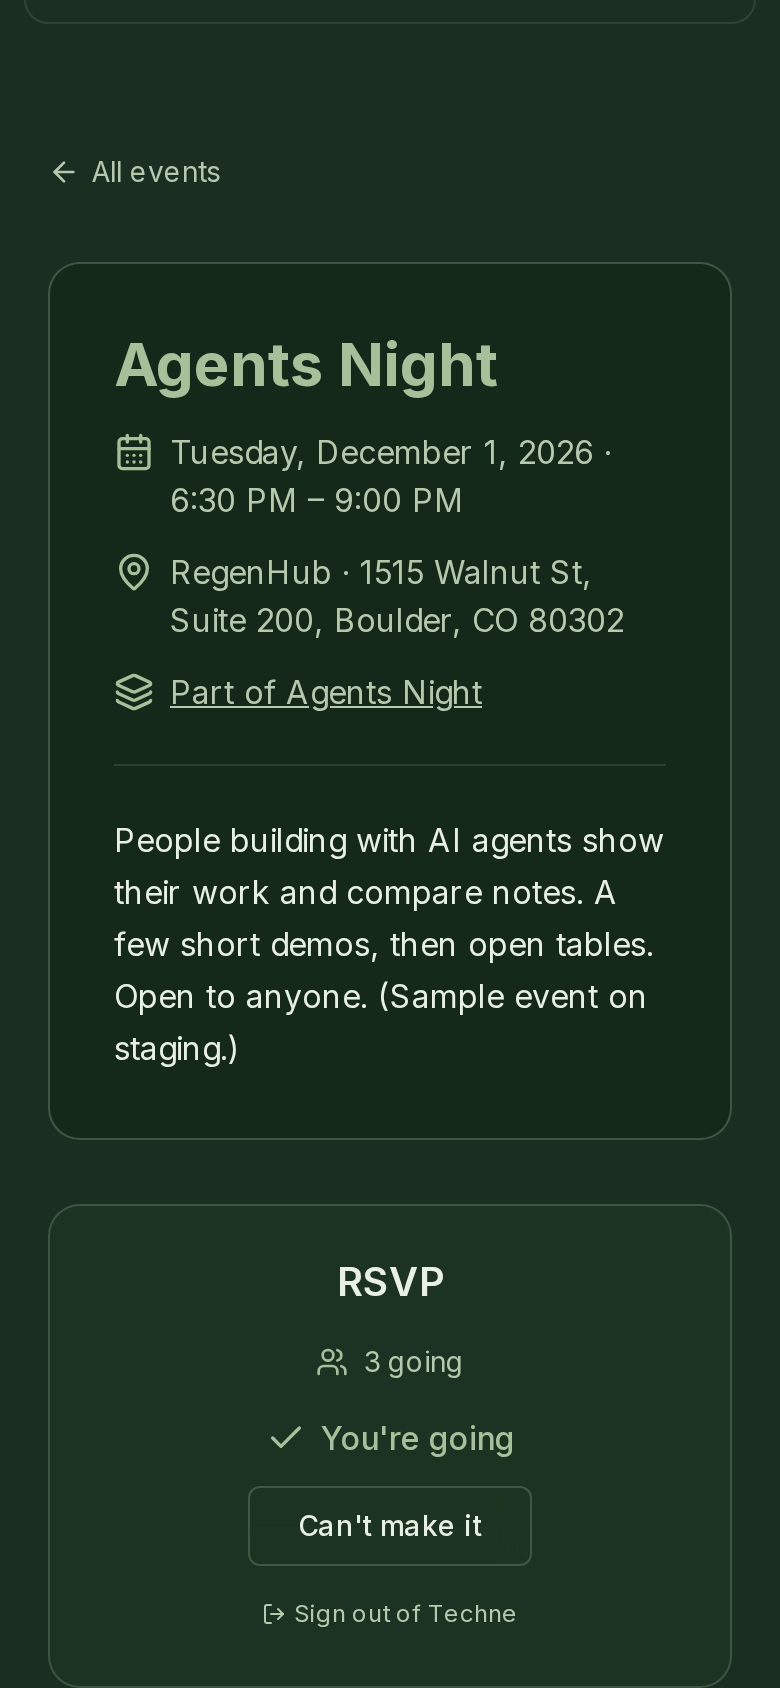 All events
Agents Night
Tuesday, December 1, 2026 ·
6:30 PM – 9:00 PM
RegenHub · 1515 Walnut St,
Suite 200, Boulder, CO 80302
Part of Agents Night
People building with AI agents show
their work and compare notes. A
few short demos, then open tables.
Open to anyone. (Sample event on
staging.)
RSVP
3 going
You're going
Can't make it
Sign out of Techne